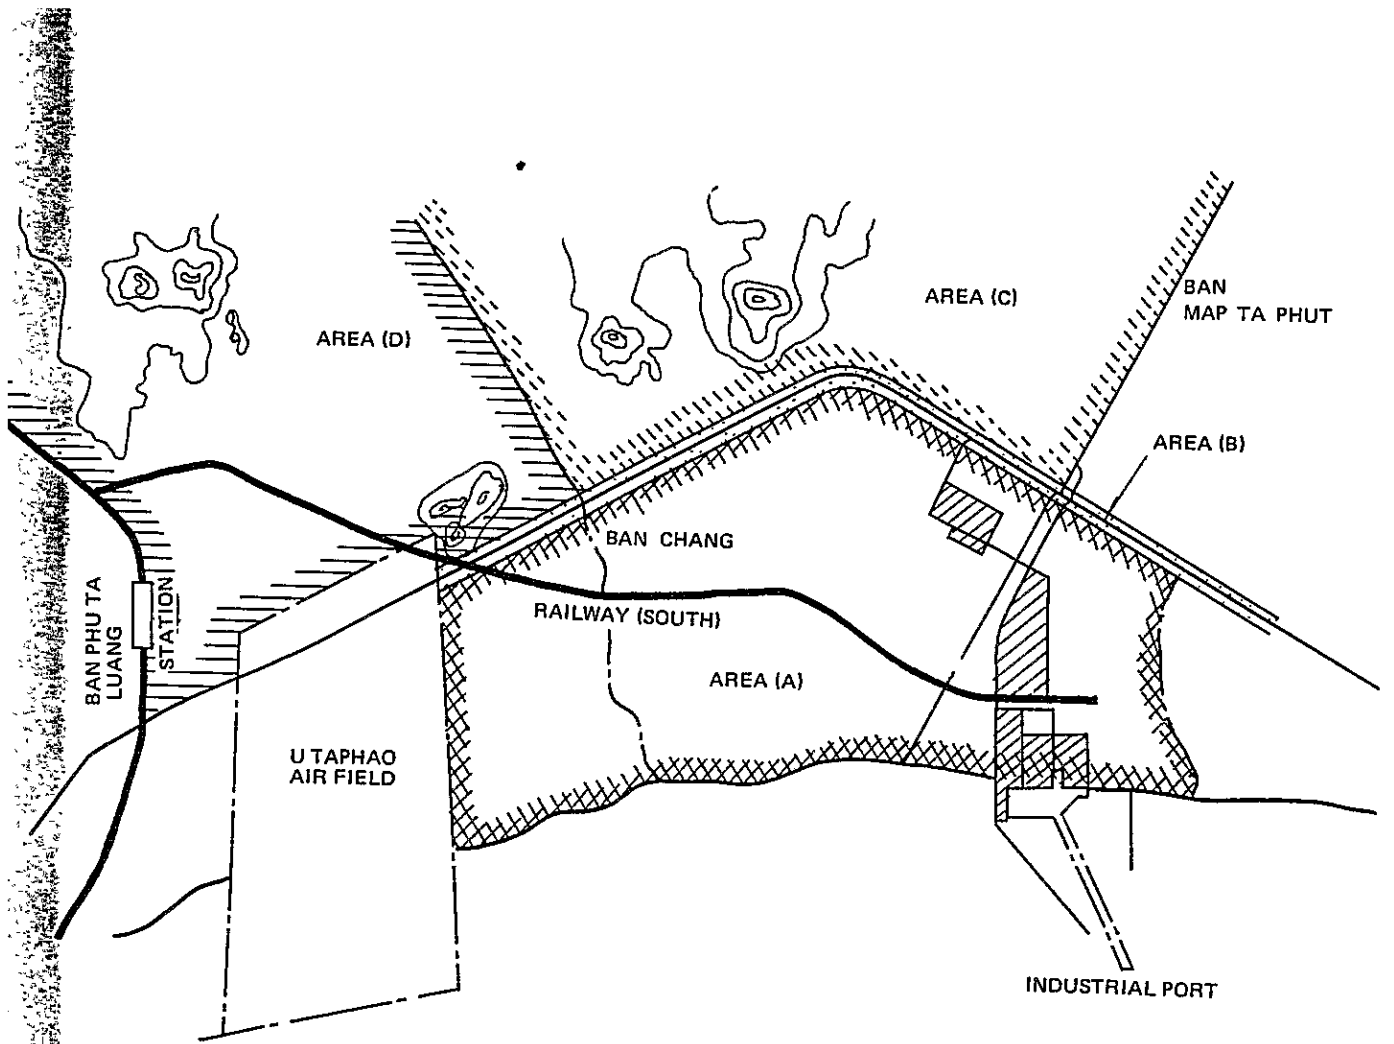 AREA (C)
BAN
MAP TA PHUT
AREA (D)
AREA (B)
BAN CHANG
BAN PHU TA
LUANG
STATION
RAILWAY (SOUTH)
AREA (A)
U TAPHAO
AIR FIELD
INDUSTRIAL PORT